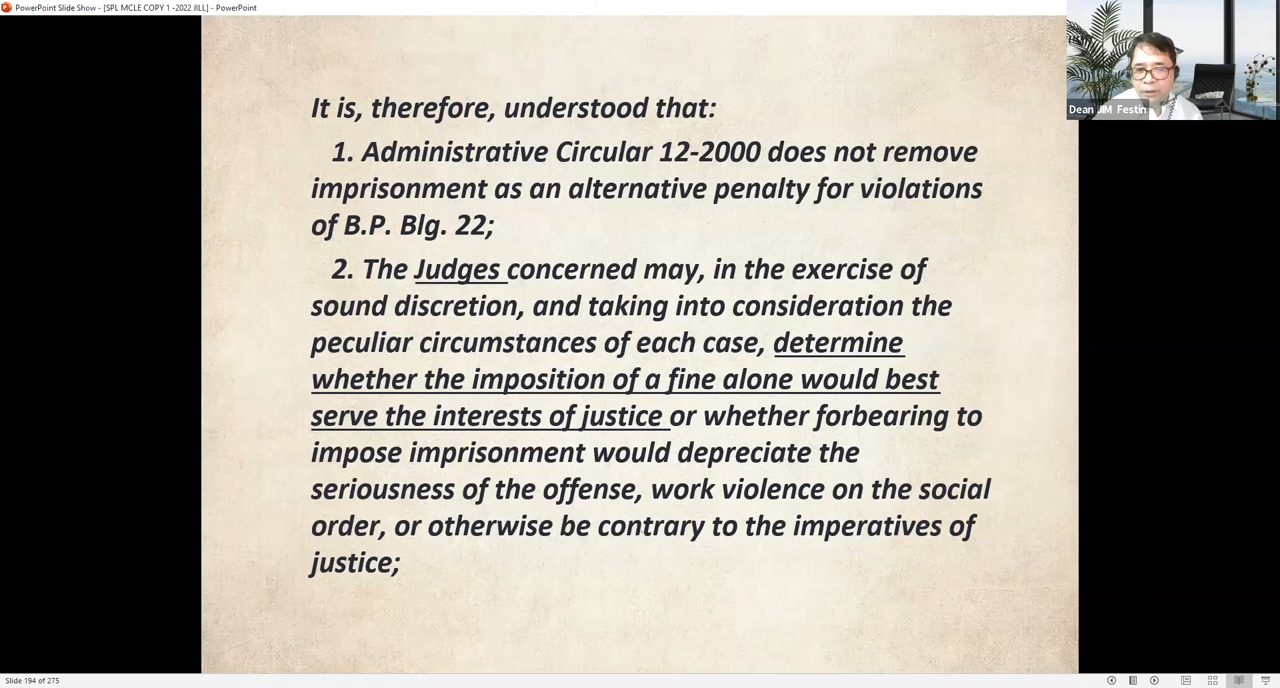 PowerPoint Slide Show - [SPL MCLE COPY 1 -2022 JILL] - PowerPoint
Dean JIM Festin
It is, therefore, understood that:
1. Administrative Circular 12-2000 does not remove
imprisonment as an alternative penalty for violations
of B.P. Blg. 22;
2. The Judges concerned may, in the exercise of
sound discretion, and taking into consideration the
peculiar circumstances of each case, determine
whether the imposition of a fine alone would best
serve the interests of justice or whether forbearing to
impose imprisonment would depreciate the
seriousness of the offense, work violence on the social
order, or otherwise be contrary to the imperatives of
justice;
Slide 194 of 275